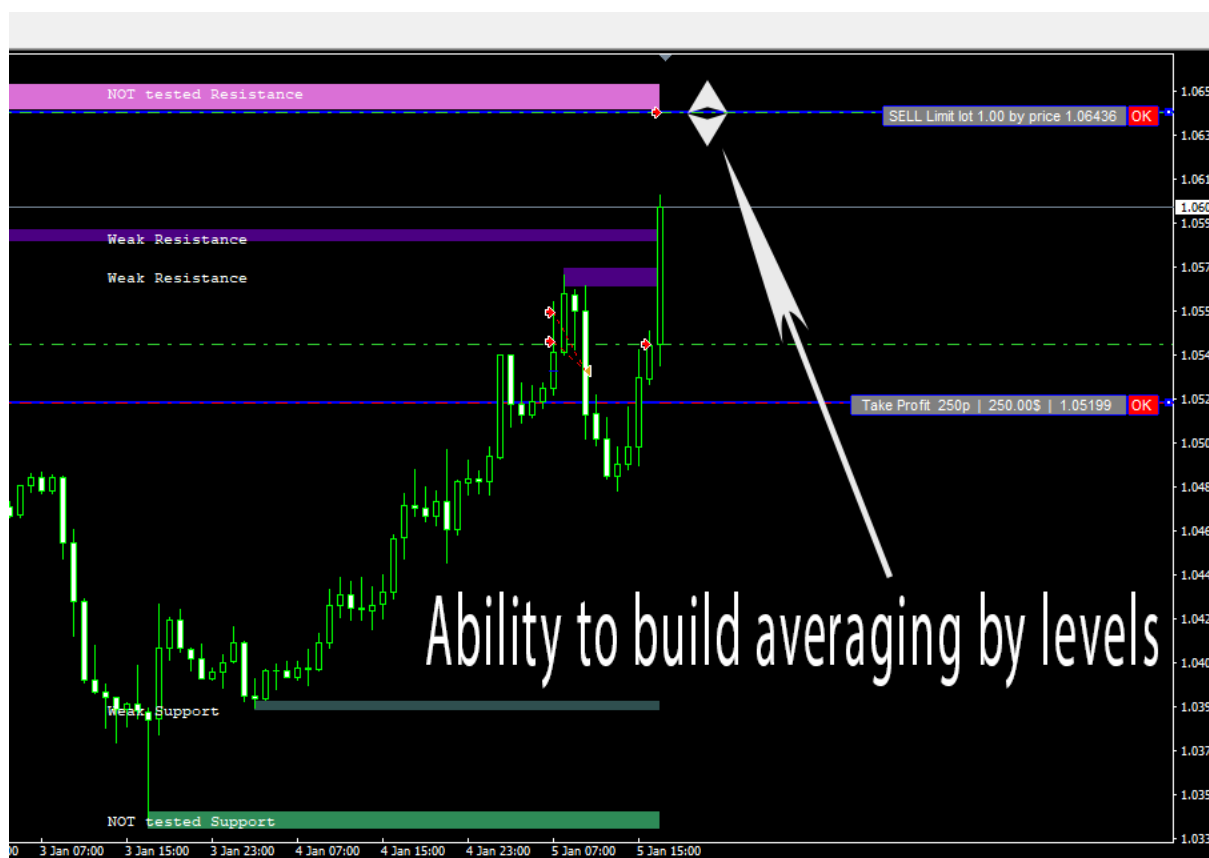 NOT tested Resistance
SELL Limit lot 1.00 by price 1.06436
OK
1.065
1.063
1.061
1.060
1.059
Weak Resistance
Weak Resistance
1.057
1.055
1.054
Take Profit 250p | 250.00$ | 1.05199
OK
1.052
1.050
1.048
1.046
1.044
Ability to build averaging by levels
1.042
1.040
Weak Support
1.039
1.037
1.035
NOT tested Support
1.033
00
3 Jan 07:00
3 Jan 15:00
3 Jan 23:00
4 Jan 07:00
4 Jan 15:00
4 Jan 23:00
5 Jan 07:00
5 Jan 15:00